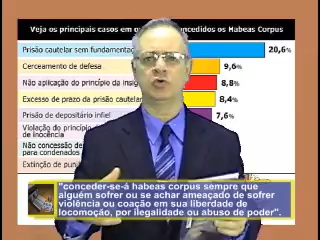 Veja os principais casos em concedidos os Habeas Corpus
Prisão cautelar sem fundamenta 20,6%
Cerceamento de defesa 9,6%
Não aplicação do princípio da insign 8,8%
Excesso de prazo da prisão cautelar 8,4%
Prisão de depositário infiel 7,6%
Violação do princípio
de inocência
Não concessão de
para condenados
Extinção de puni
"conceder-se-á habeas corpus sempre que
alguém sofrer ou se achar ameaçado de sofrer
violência ou coação em sua liberdade de
locomoção, por ilegalidade ou abuso de poder".